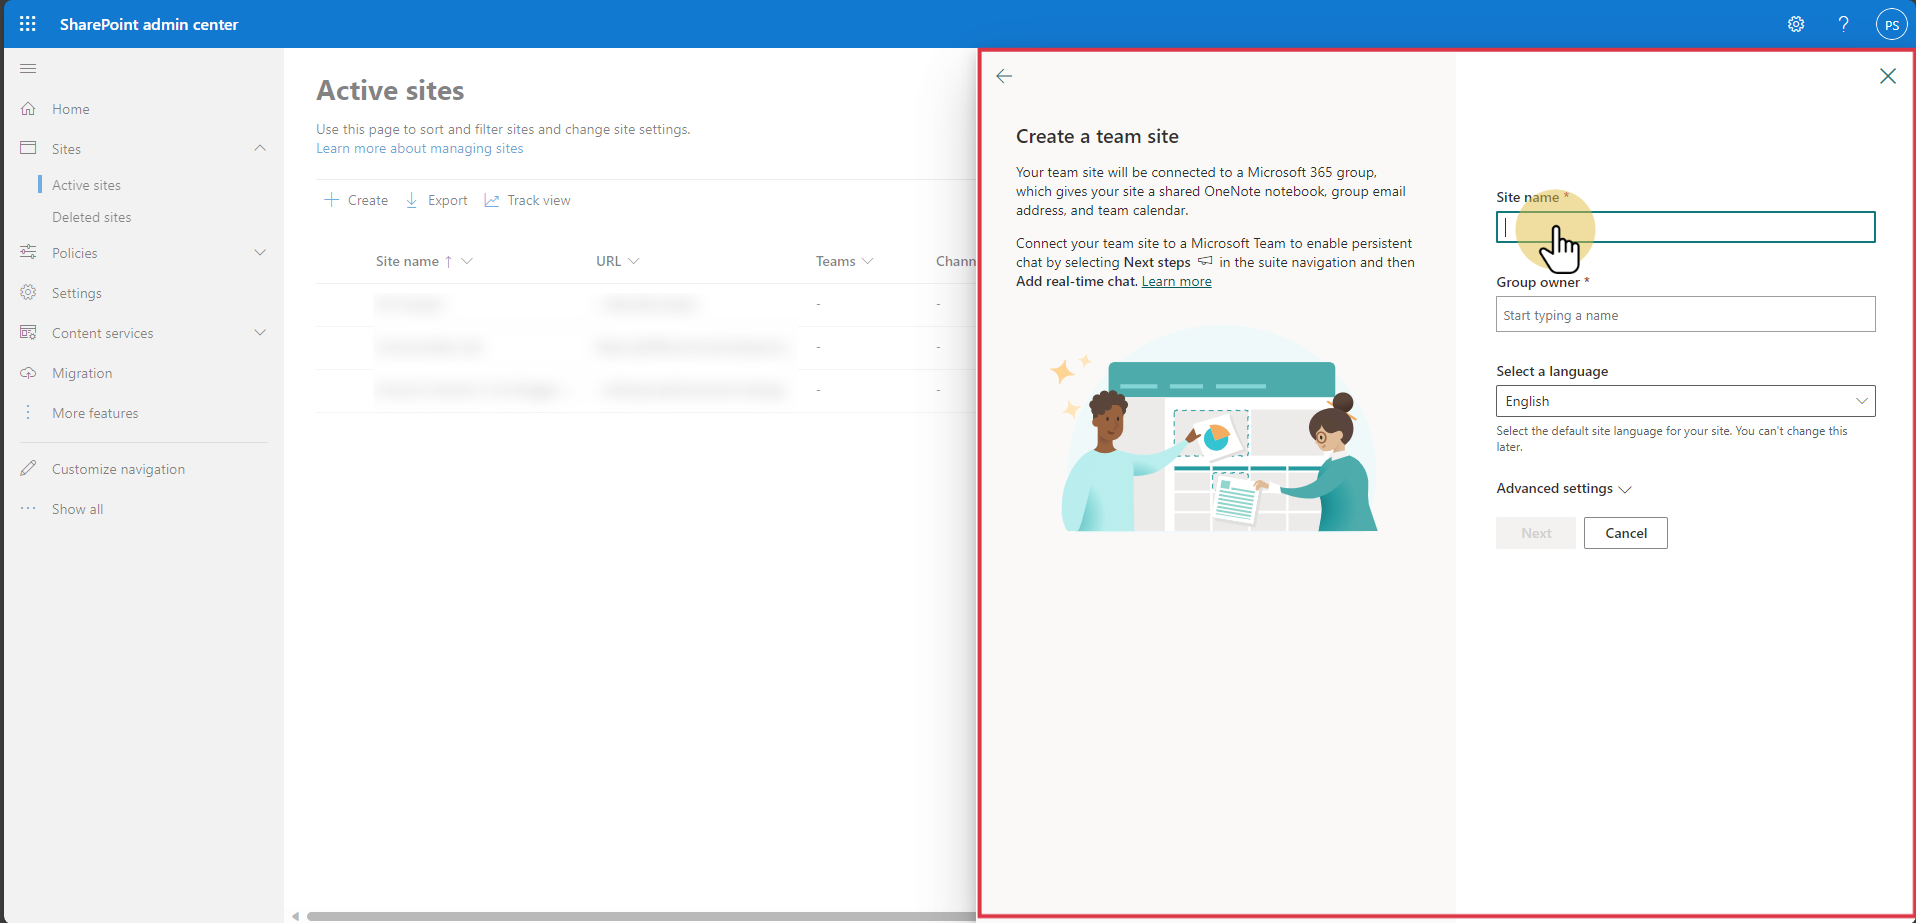 SharePoint admin center
?
PS
Home
Sites
Active sites
Deleted sites
Policies
Settings
Content services
Migration
More features
Customize navigation
Show all
Active sites
Use this page to sort and filter sites and change site settings.
Learn more about managing sites
Create
Export
Track view
Site name ↑
URL
Teams
Chann
- -
- -
- -
Create a team site
Your team site will be connected to a Microsoft 365 group,
which gives your site a shared OneNote notebook, group email
address, and team calendar.
Connect your team site to a Microsoft Team to enable persistent
chat by selecting Next steps in the suite navigation and then
Add real-time chat. Learn more
Site name *
Group owner *
Start typing a name
Select a language
English
Select the default site language for your site. You can't change this
later.
Advanced settings
Next
Cancel